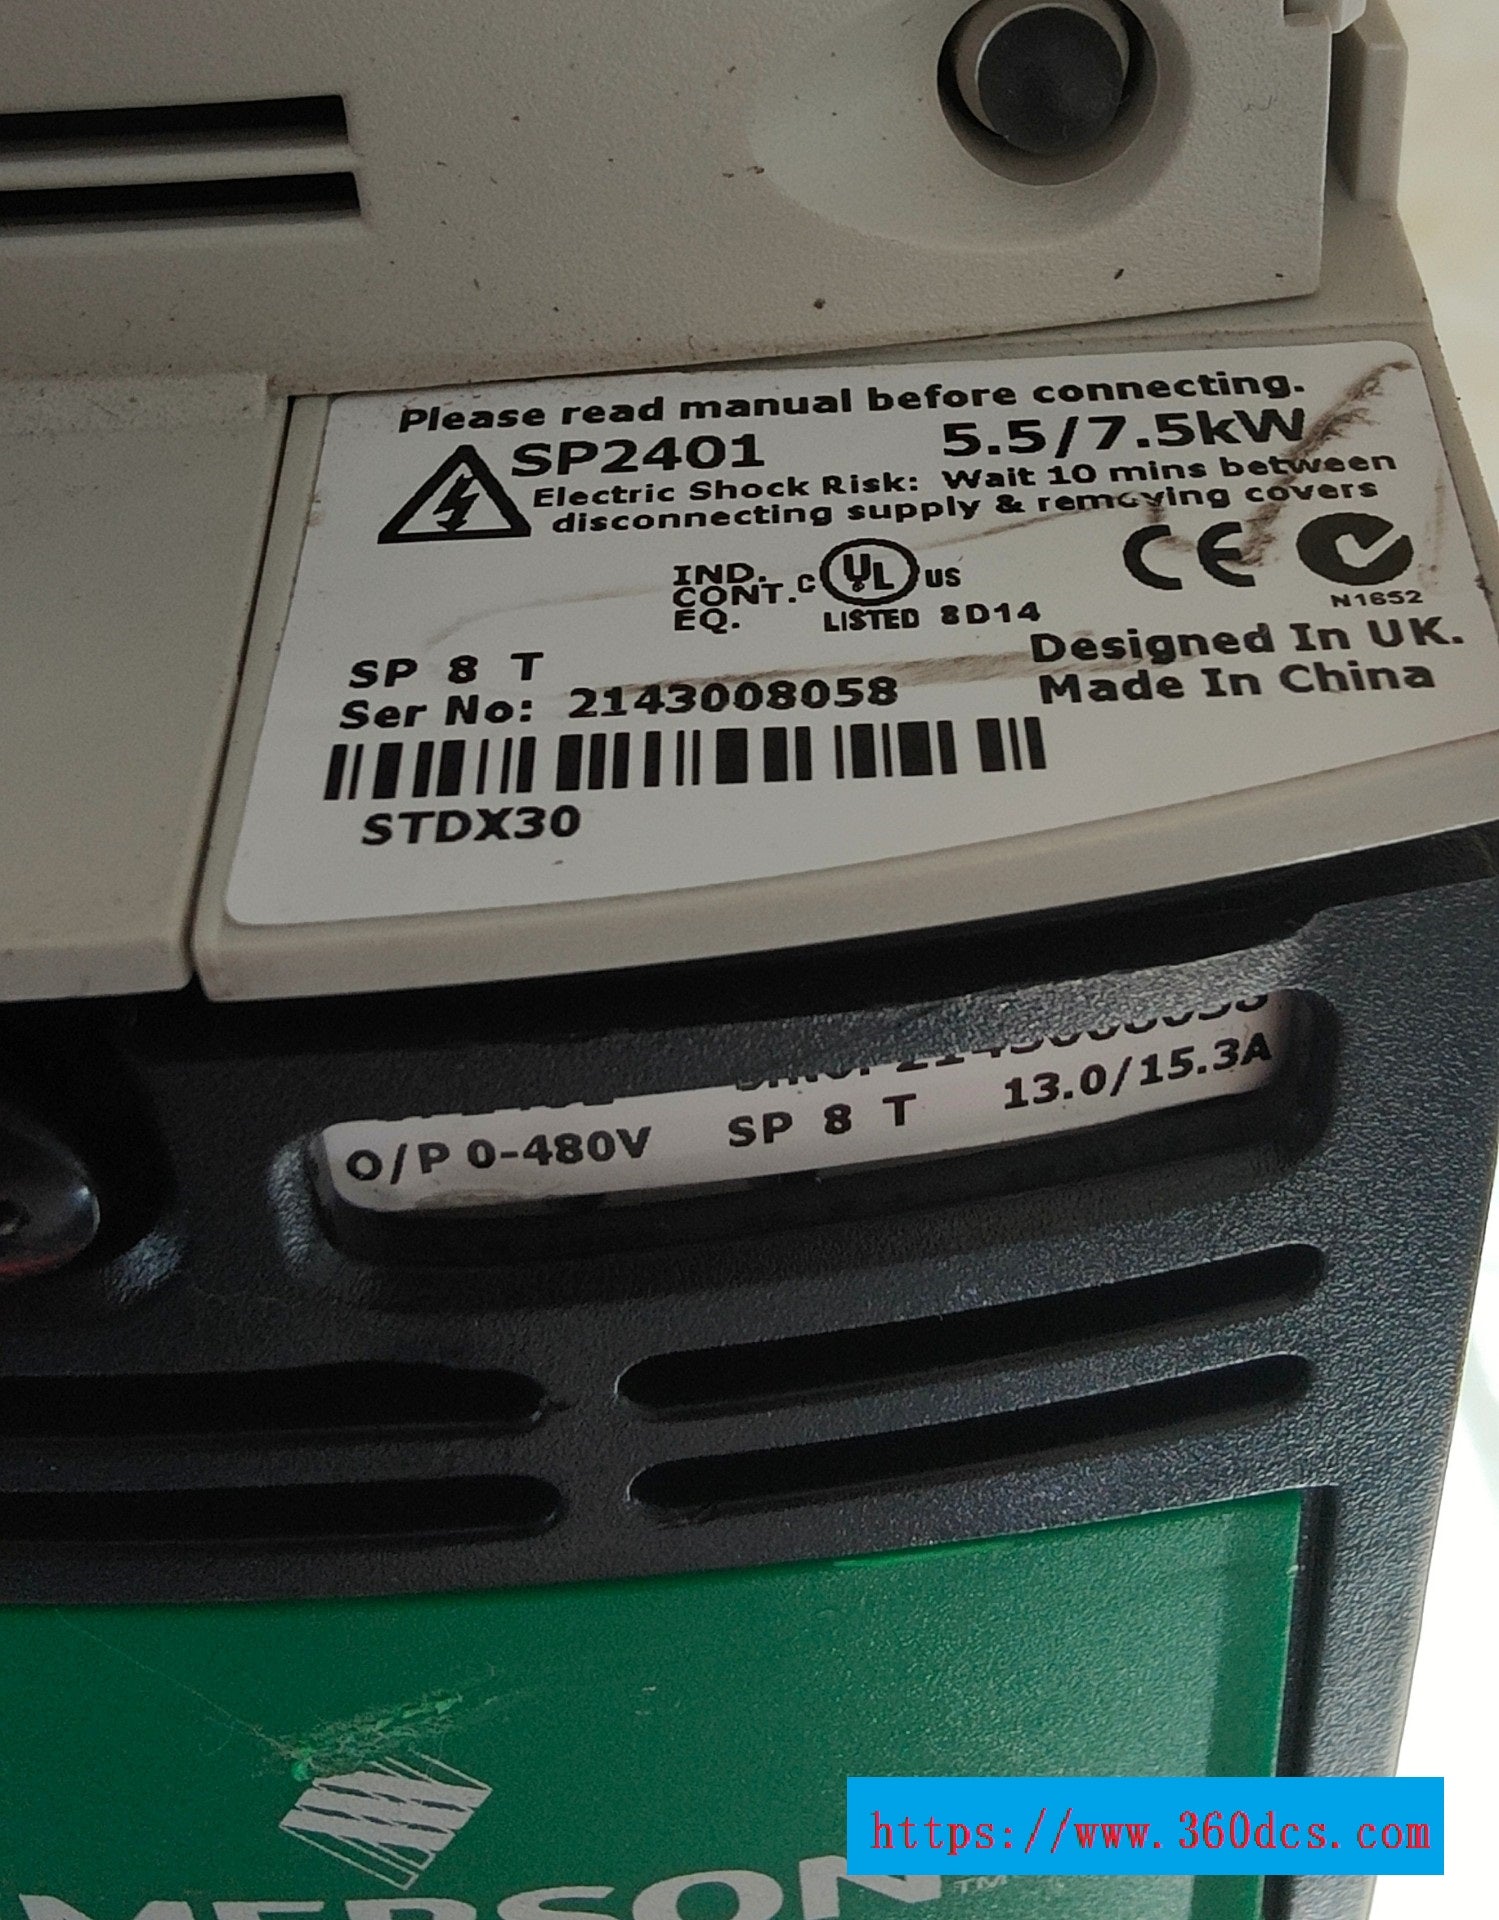 Please read manual before connecting.
SP2401 5.5/7.5kW
Electric Shock Risk: Wait 10 mins between
disconnecting supply & removing covers
IND.
CONT.
EQ.
C UL US
LISTED 8D14
CE
N1652
SP 8 T
Designed In UK.
Ser No: 2143008058
Made In China
STDX30
O/P 0-480V SP 8 T 13.0/15.3A
https://www.360dcs.com